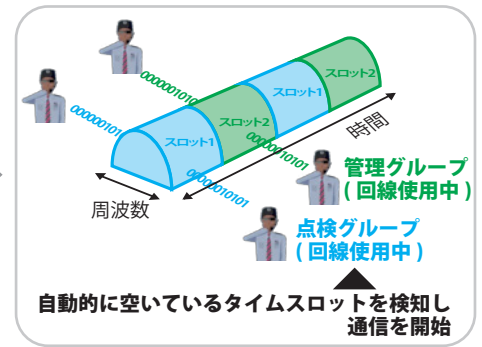 0000001010
スロット2
スロット1
000000101
スロット2
スロット1
00000010101
00000010101
時間
周波数
管理グループ
(回線使用中)
点検グループ
(回線使用中)
自動的に空いているタイムスロットを検知し
通信を開始